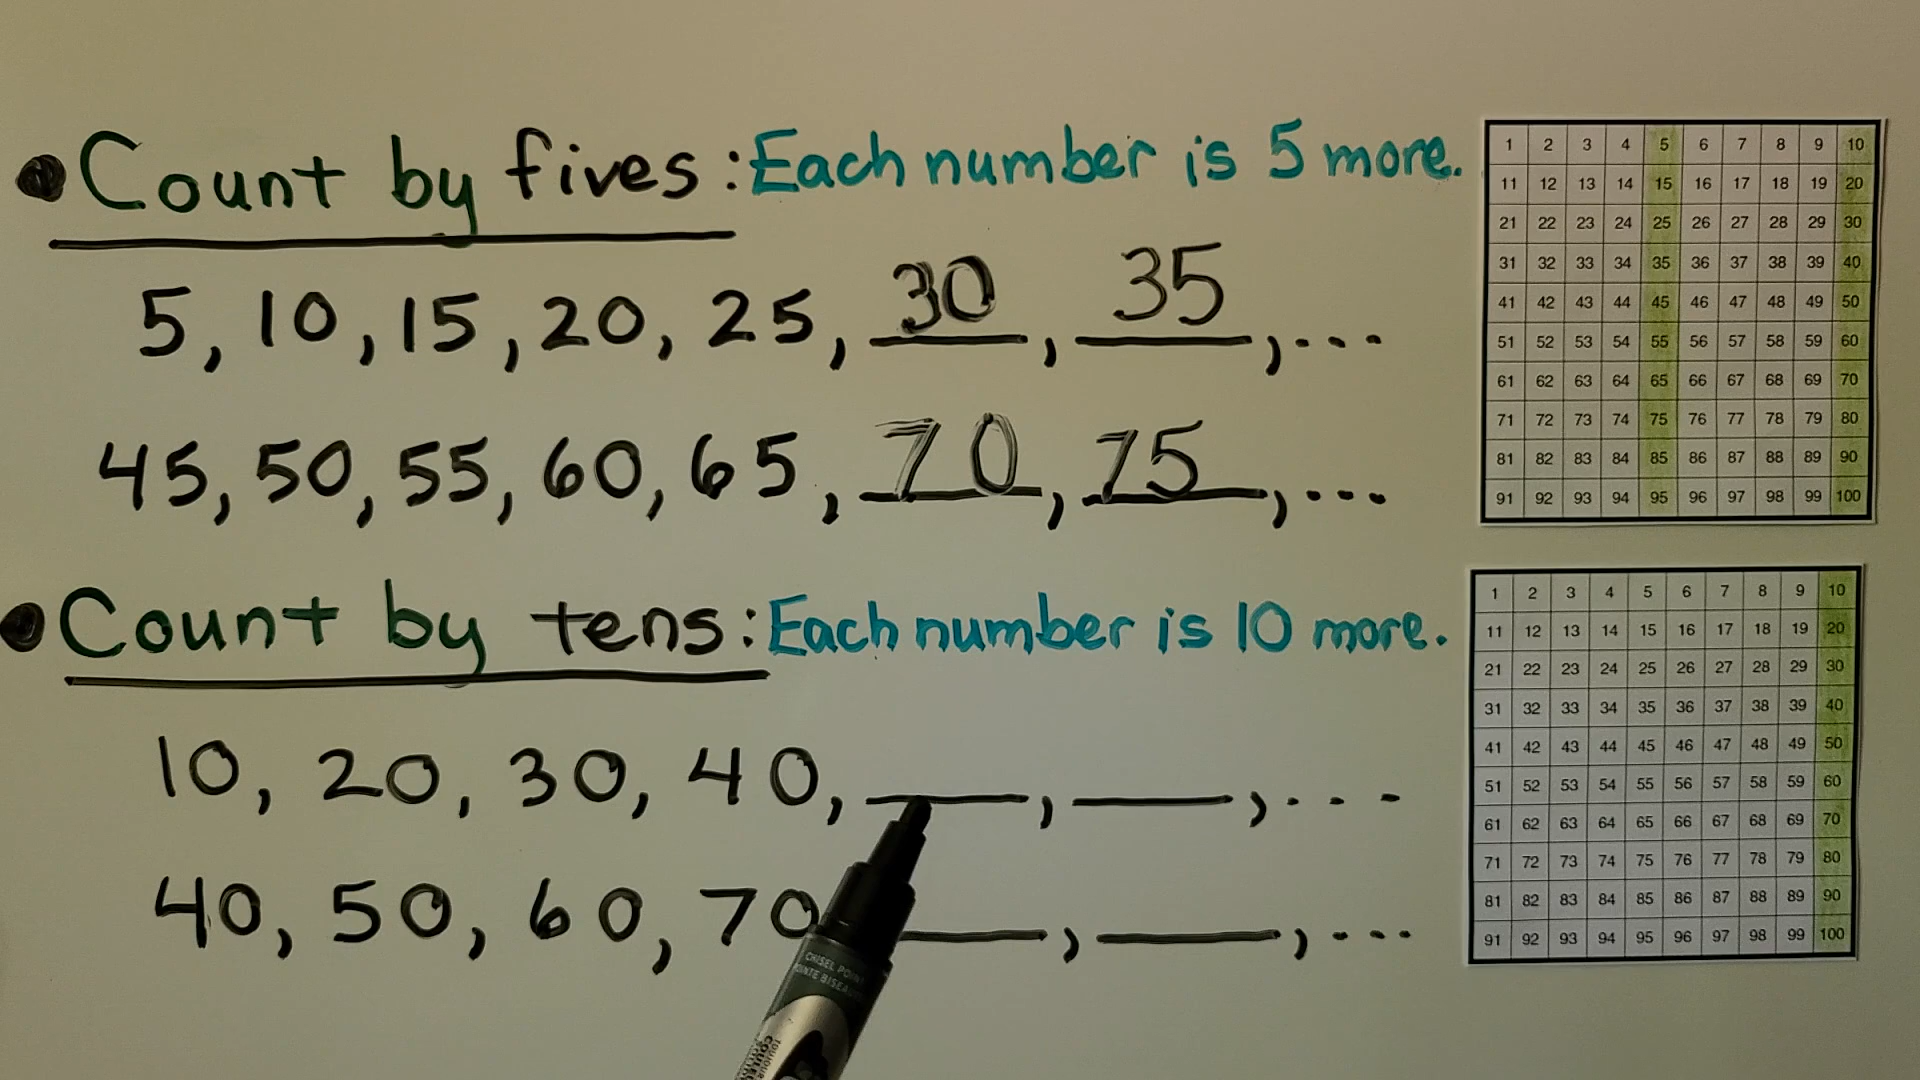 Count by fives: Each number is 5 more.
5, 10, 15, 20, 25, 30, 35, ...
45, 50, 55, 60, 65, 70, 75, ...
Count by tens: Each number is 10 more.
10, 20, 30, 40, __, __, ...
40, 50, 60, 70 __, __, ...
1 2 3 4 5 6 7 8 9 10
11 12 13 14 15 16 17 18 19 20
21 22 23 24 25 26 27 28 29 30
31 32 33 34 35 36 37 38 39 40
41 42 43 44 45 46 47 48 49 50
51 52 53 54 55 56 57 58 59 60
61 62 63 64 65 66 67 68 69 70
71 72 73 74 75 76 77 78 79 80
81 82 83 84 85 86 87 88 89 90
91 92 93 94 95 96 97 98 99 100
1 2 3 4 5 6 7 8 9 10
11 12 13 14 15 16 17 18 19 20
21 22 23 24 25 26 27 28 29 30
31 32 33 34 35 36 37 38 39 40
41 42 43 44 45 46 47 48 49 50
51 52 53 54 55 56 57 58 59 60
61 62 63 64 65 66 67 68 69 70
71 72 73 74 75 76 77 78 79 80
81 82 83 84 85 86 87 88 89 90
91 92 93 94 95 96 97 98 99 100
CHISEL POINT